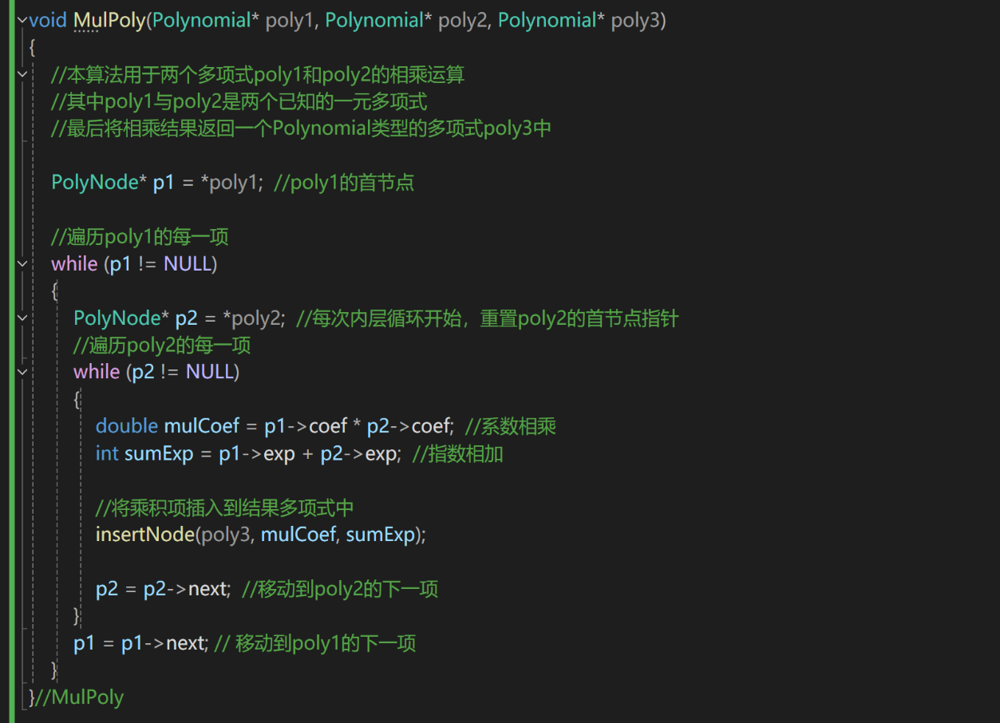 void MulPoly(Polynomial* poly1, Polynomial* poly2, Polynomial* poly3)
{
//本算法用于两个多项式poly1和poly2的相乘运算
//其中poly1与poly2是两个已知的一元多项式
//最后将相乘结果返回一个Polynomial类型的多项式poly3中
PolyNode* p1 = *poly1; //poly1的首节点
//遍历poly1的每一项
while (p1 != NULL)
{
PolyNode* p2 = *poly2; //每次内层循环开始，重置poly2的首节点指针
//遍历poly2的每一项
while (p2 != NULL)
{
double mulCoef = p1->coef * p2->coef; //系数相乘
int sumExp = p1->exp + p2->exp; //指数相加
//将乘积项插入到结果多项式中
insertNode(poly3, mulCoef, sumExp);
p2 = p2->next; //移动到poly2的下一项
}
p1 = p1->next; // 移动到poly1的下一项
}
}//MulPoly